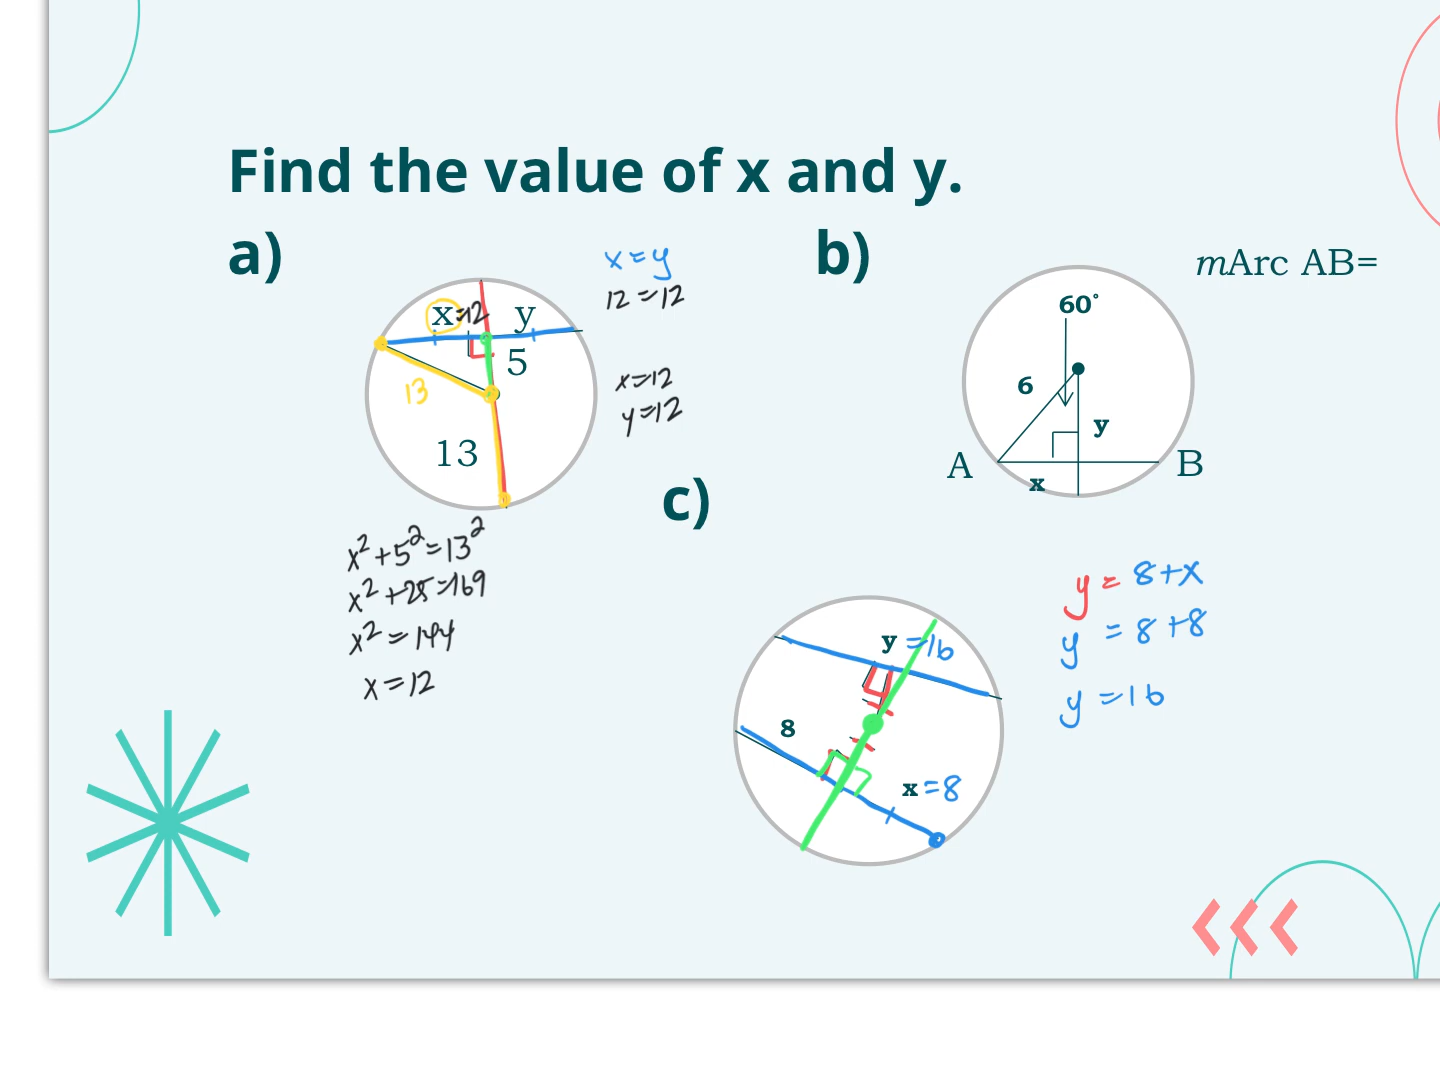 Find the value of x and y.
a)
x = y
12 = 12
x=12
y
5
13
13
x=12
y=12
x²+5²=13²
x²+25=169
x²=144
x=12
b)
mArc AB=
60°
6
y
A
B
x
c)
y =16
8
x =8
y = 8+x
y = 8+8
y =16